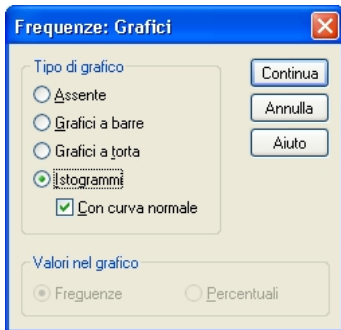 Frequenze: Grafici
Tipo di grafico
Assente
Grafici a barre
Grafici a torta
Istogrammi
Con curva normale
Continua
Annulla
Aiuto
Valori nel grafico
Frequenze Percentuali